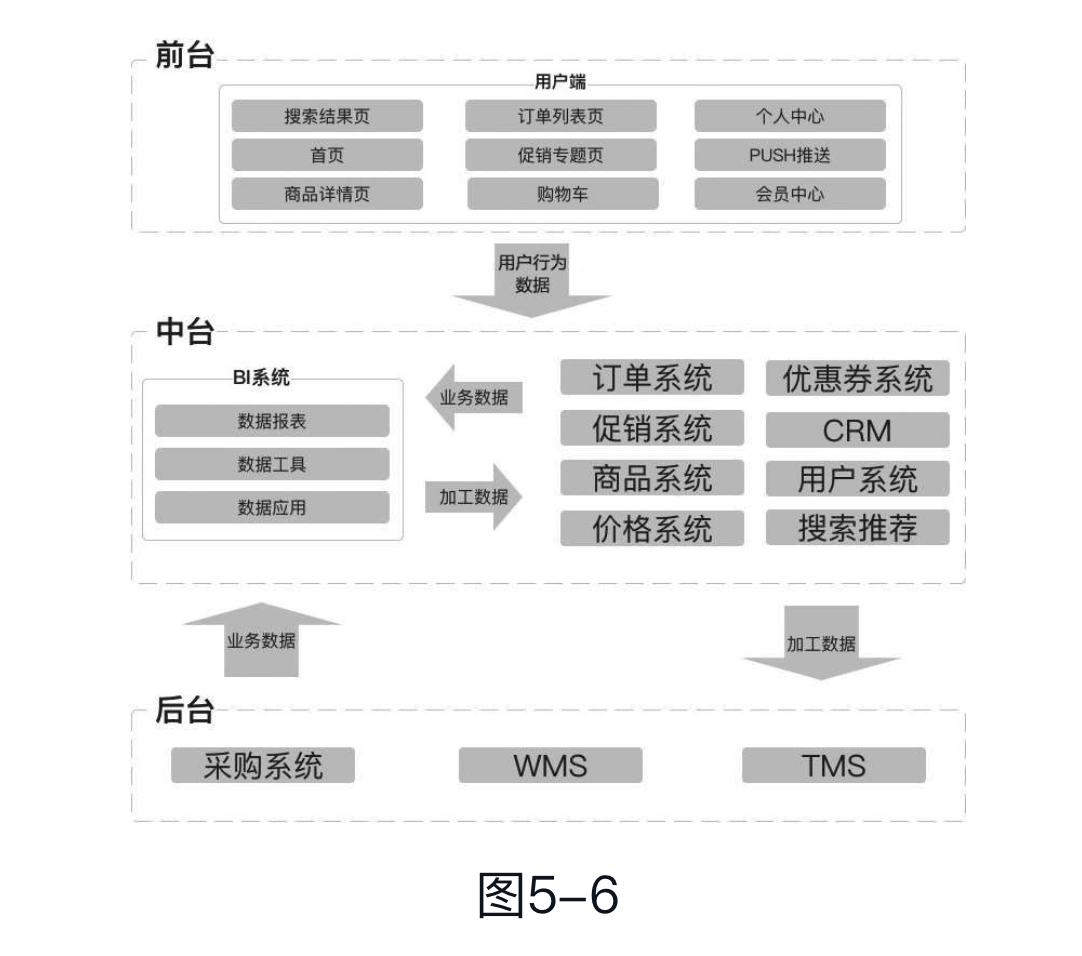 前台
用户端
搜索结果页
订单列表页
个人中心
首页
促销专题页
PUSH推送
商品详情页
购物车
会员中心
用户行为
数据
中台
BI系统
数据报表
数据工具
数据应用
业务数据
加工数据
订单系统
优惠券系统
促销系统
CRM
商品系统
用户系统
价格系统
搜索推荐
业务数据
加工数据
后台
采购系统
WMS
TMS
图5-6